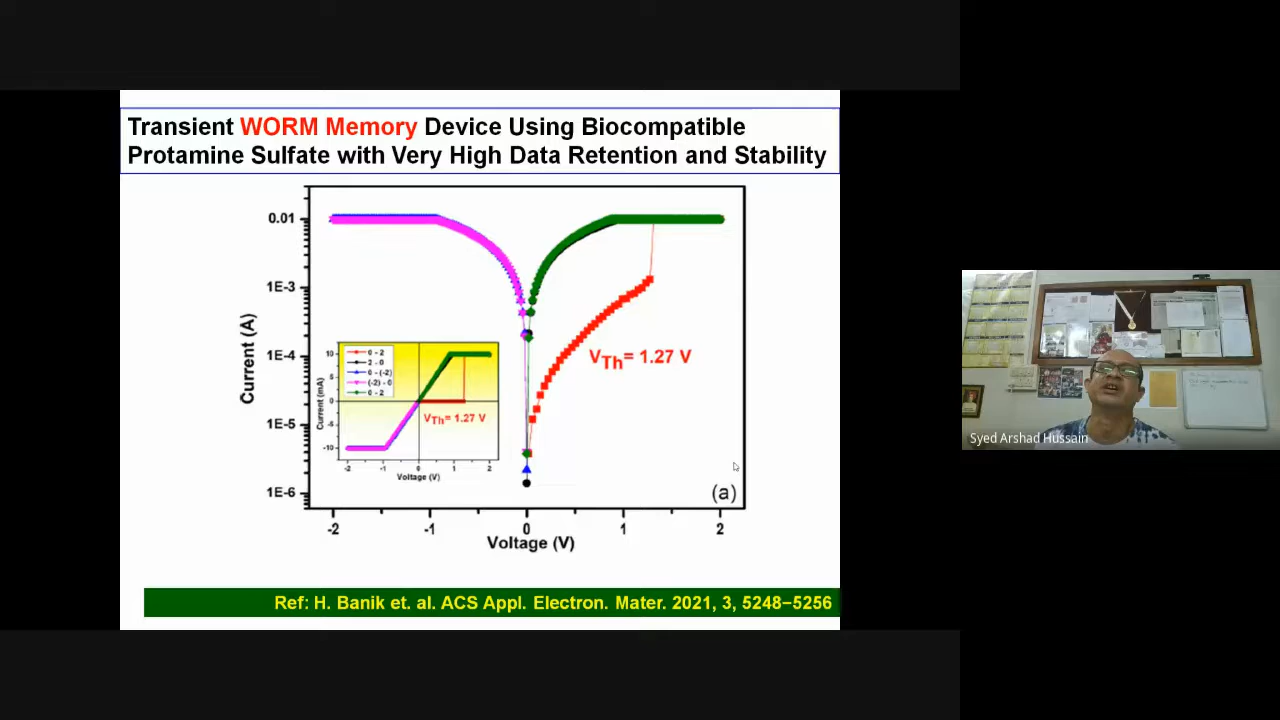 Transient WORM Memory Device Using Biocompatible
Protamine Sulfate with Very High Data Retention and Stability
0.01
1E-3
1E-4
1E-5
1E-6
Current (A)
-2
-1
0
1
2
Voltage (V)
VTh= 1.27 V
(a)
10
5
0
-5
-10
Current (mA)
0 - 2
2 - 0
0 - (-2)
(-2) - 0
0 - 2
VTh= 1.27 V
-2
-1
0
1
2
Voltage (V)
Ref: H. Banik et. al. ACS Appl. Electron. Mater. 2021, 3, 5248–5256
Syed Arshad Hussain